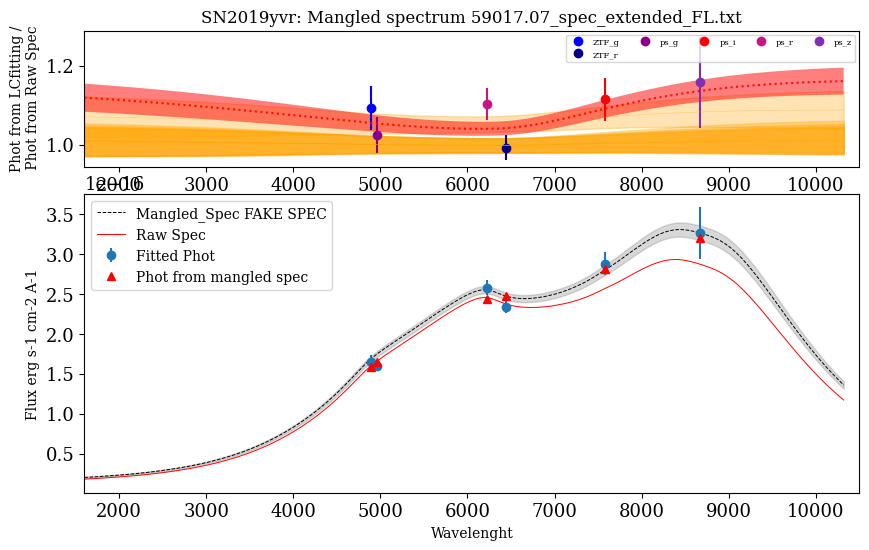 SN2019yvr: Mangled spectrum 59017.07_spec_extended_FL.txt
Phot from LCfitting /
Phot from Raw Spec
1.2
1.1
1.0
ZTF_g ps_g ps_i ps_r ps_z
ZTF_r
2000 3000 4000 5000 6000 7000 8000 9000 10000
1e−16
Flux erg s-1 cm-2 A-1
3.5
3.0
2.5
2.0
1.5
1.0
0.5
Mangled_Spec FAKE SPEC
Raw Spec
Fitted Phot
Phot from mangled spec
2000 3000 4000 5000 6000 7000 8000 9000 10000
Wavelenght